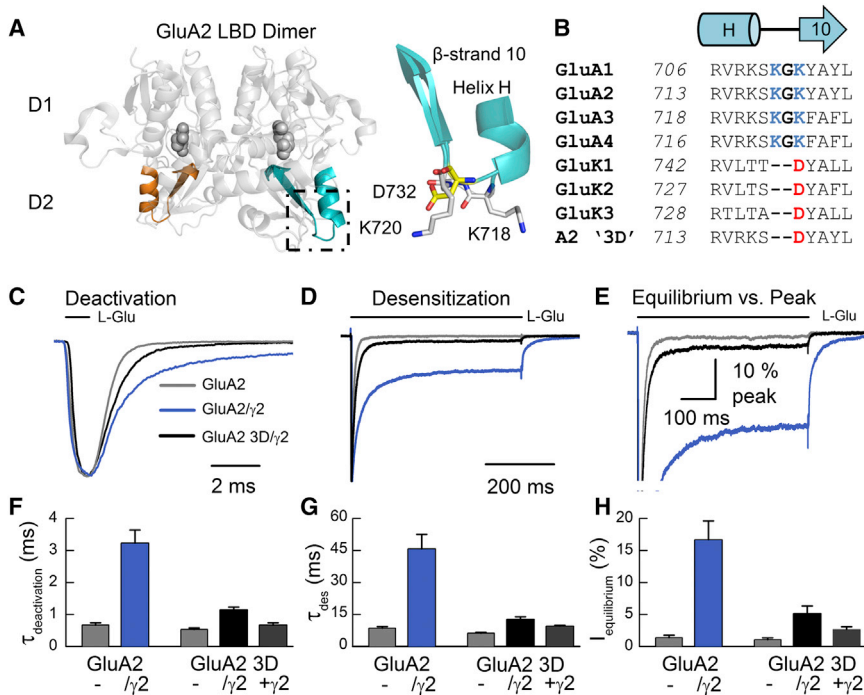 A
GluA2 LBD Dimer
D1
D2
β-strand 10
Helix H
D732
K720
K718
B
H
10
GluA1 706 RVRKSKGKYAYL
GluA2 713 RVRKSKGKYAYL
GluA3 718 RVRKSKGKFAFL
GluA4 716 RVRKSKGKFAFL
GluK1 742 RVLTT--DYALL
GluK2 727 RVLTS--DYAFL
GluK3 728 RTLTA--DYALL
A2 ‘3D’ 713 RVRKS--DYAYL
C
Deactivation
L-Glu
GluA2
GluA2/γ2
GluA2 3D/γ2
2 ms
D
Desensitization
L-Glu
200 ms
E
Equilibrium vs. Peak
L-Glu
10 %
peak
100 ms
F
τdeactivation (ms)
4
3
2
1
0
GluA2
GluA2 3D
- /γ2
- /γ2 +γ2
G
τdes (ms)
60
45
30
15
0
GluA2
GluA2 3D
- /γ2
- /γ2 +γ2
H
Iequilibrium (%)
20
15
10
5
0
GluA2
GluA2 3D
- /γ2
- /γ2 +γ2